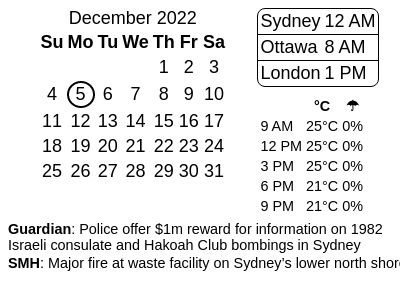 December 2022
Su Mo Tu We Th Fr Sa
1 2 3
4 5 6 7 8 9 10
11 12 13 14 15 16 17
18 19 20 21 22 23 24
25 26 27 28 29 30 31
Sydney 12 AM
Ottawa 8 AM
London 1 PM
°C ☂
9 AM 25°C 0%
12 PM 25°C 0%
3 PM 25°C 0%
6 PM 21°C 0%
9 PM 21°C 0%
Guardian: Police offer $1m reward for information on 1982
Israeli consulate and Hakoah Club bombings in Sydney
SMH: Major fire at waste facility on Sydney’s lower north shor